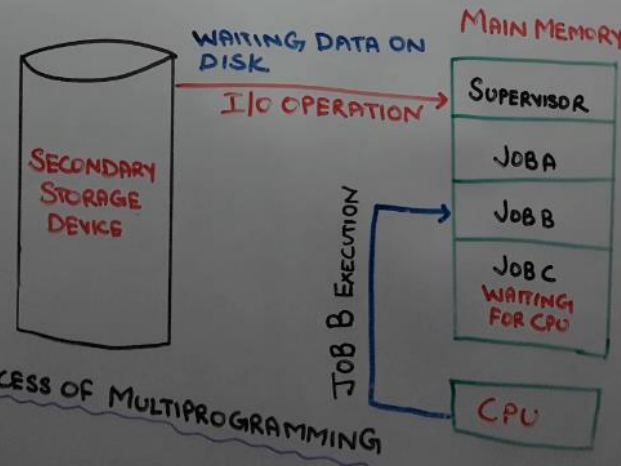 WAITING DATA ON
DISK
I/O OPERATION
MAIN MEMORY
SUPERVISOR
JOB A
JOB B
JOB C
WAITING
FOR CPU
SECONDARY
STORAGE
DEVICE
JOB B EXECUTION
CPU
CESS OF MULTIPROGRAMMING